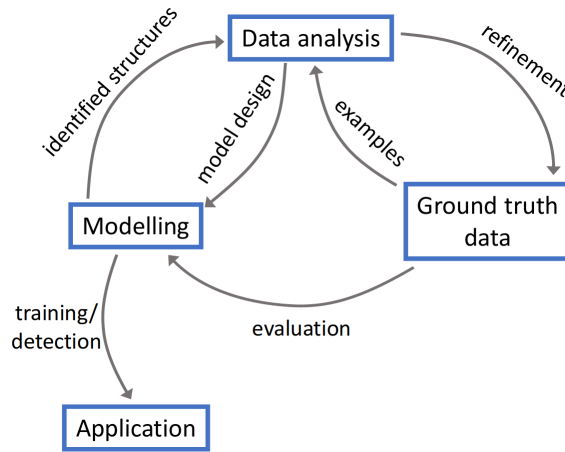 Data analysis
refinement
identified structures
model design
examples
Modelling
Ground truth
data
training/
detection
evaluation
Application